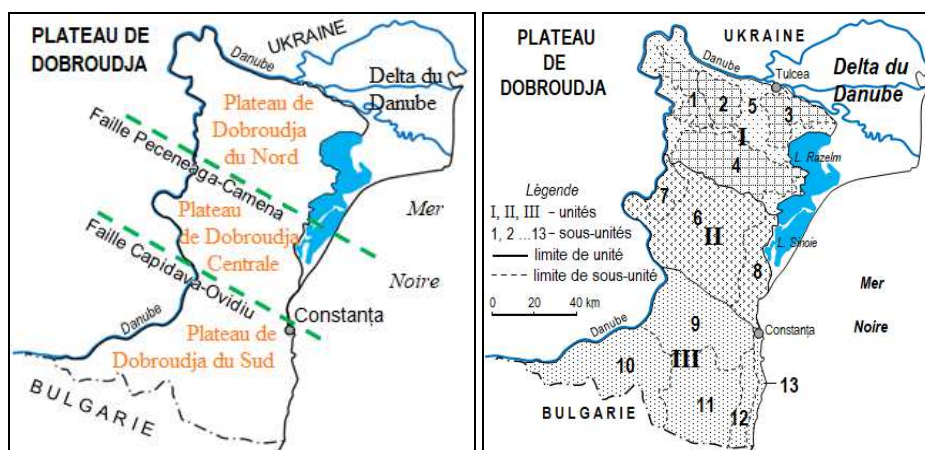 PLATEAU DE
DOBROUDJA
UKRAINE
Danube
Delta du
Danube
Plateau de
Dobroudja
du Nord
Faille Peceneaga-Camena
Plateau
de Dobroudja
Centrale
Mer
Noire
Faille Capidava-Ovidiu
Constanța
Danube
Plateau de
Dobroudja du Sud
BULGARIE
PLATEAU
DE
DOBROUDJA
UKRAINE
Danube
Tulcea
Delta du
Danube
1
2
5
3
I
4
L. Razelm
Lègende
I, II, III - unités
1, 2 ...13 - sous-unités
limite de unité
limite de sous-unité
0 20 40 km
7
6
II
L. Sinoie
8
Mer
Noire
9
Constanța
Danube
10
III
13
11
12
BULGARIE